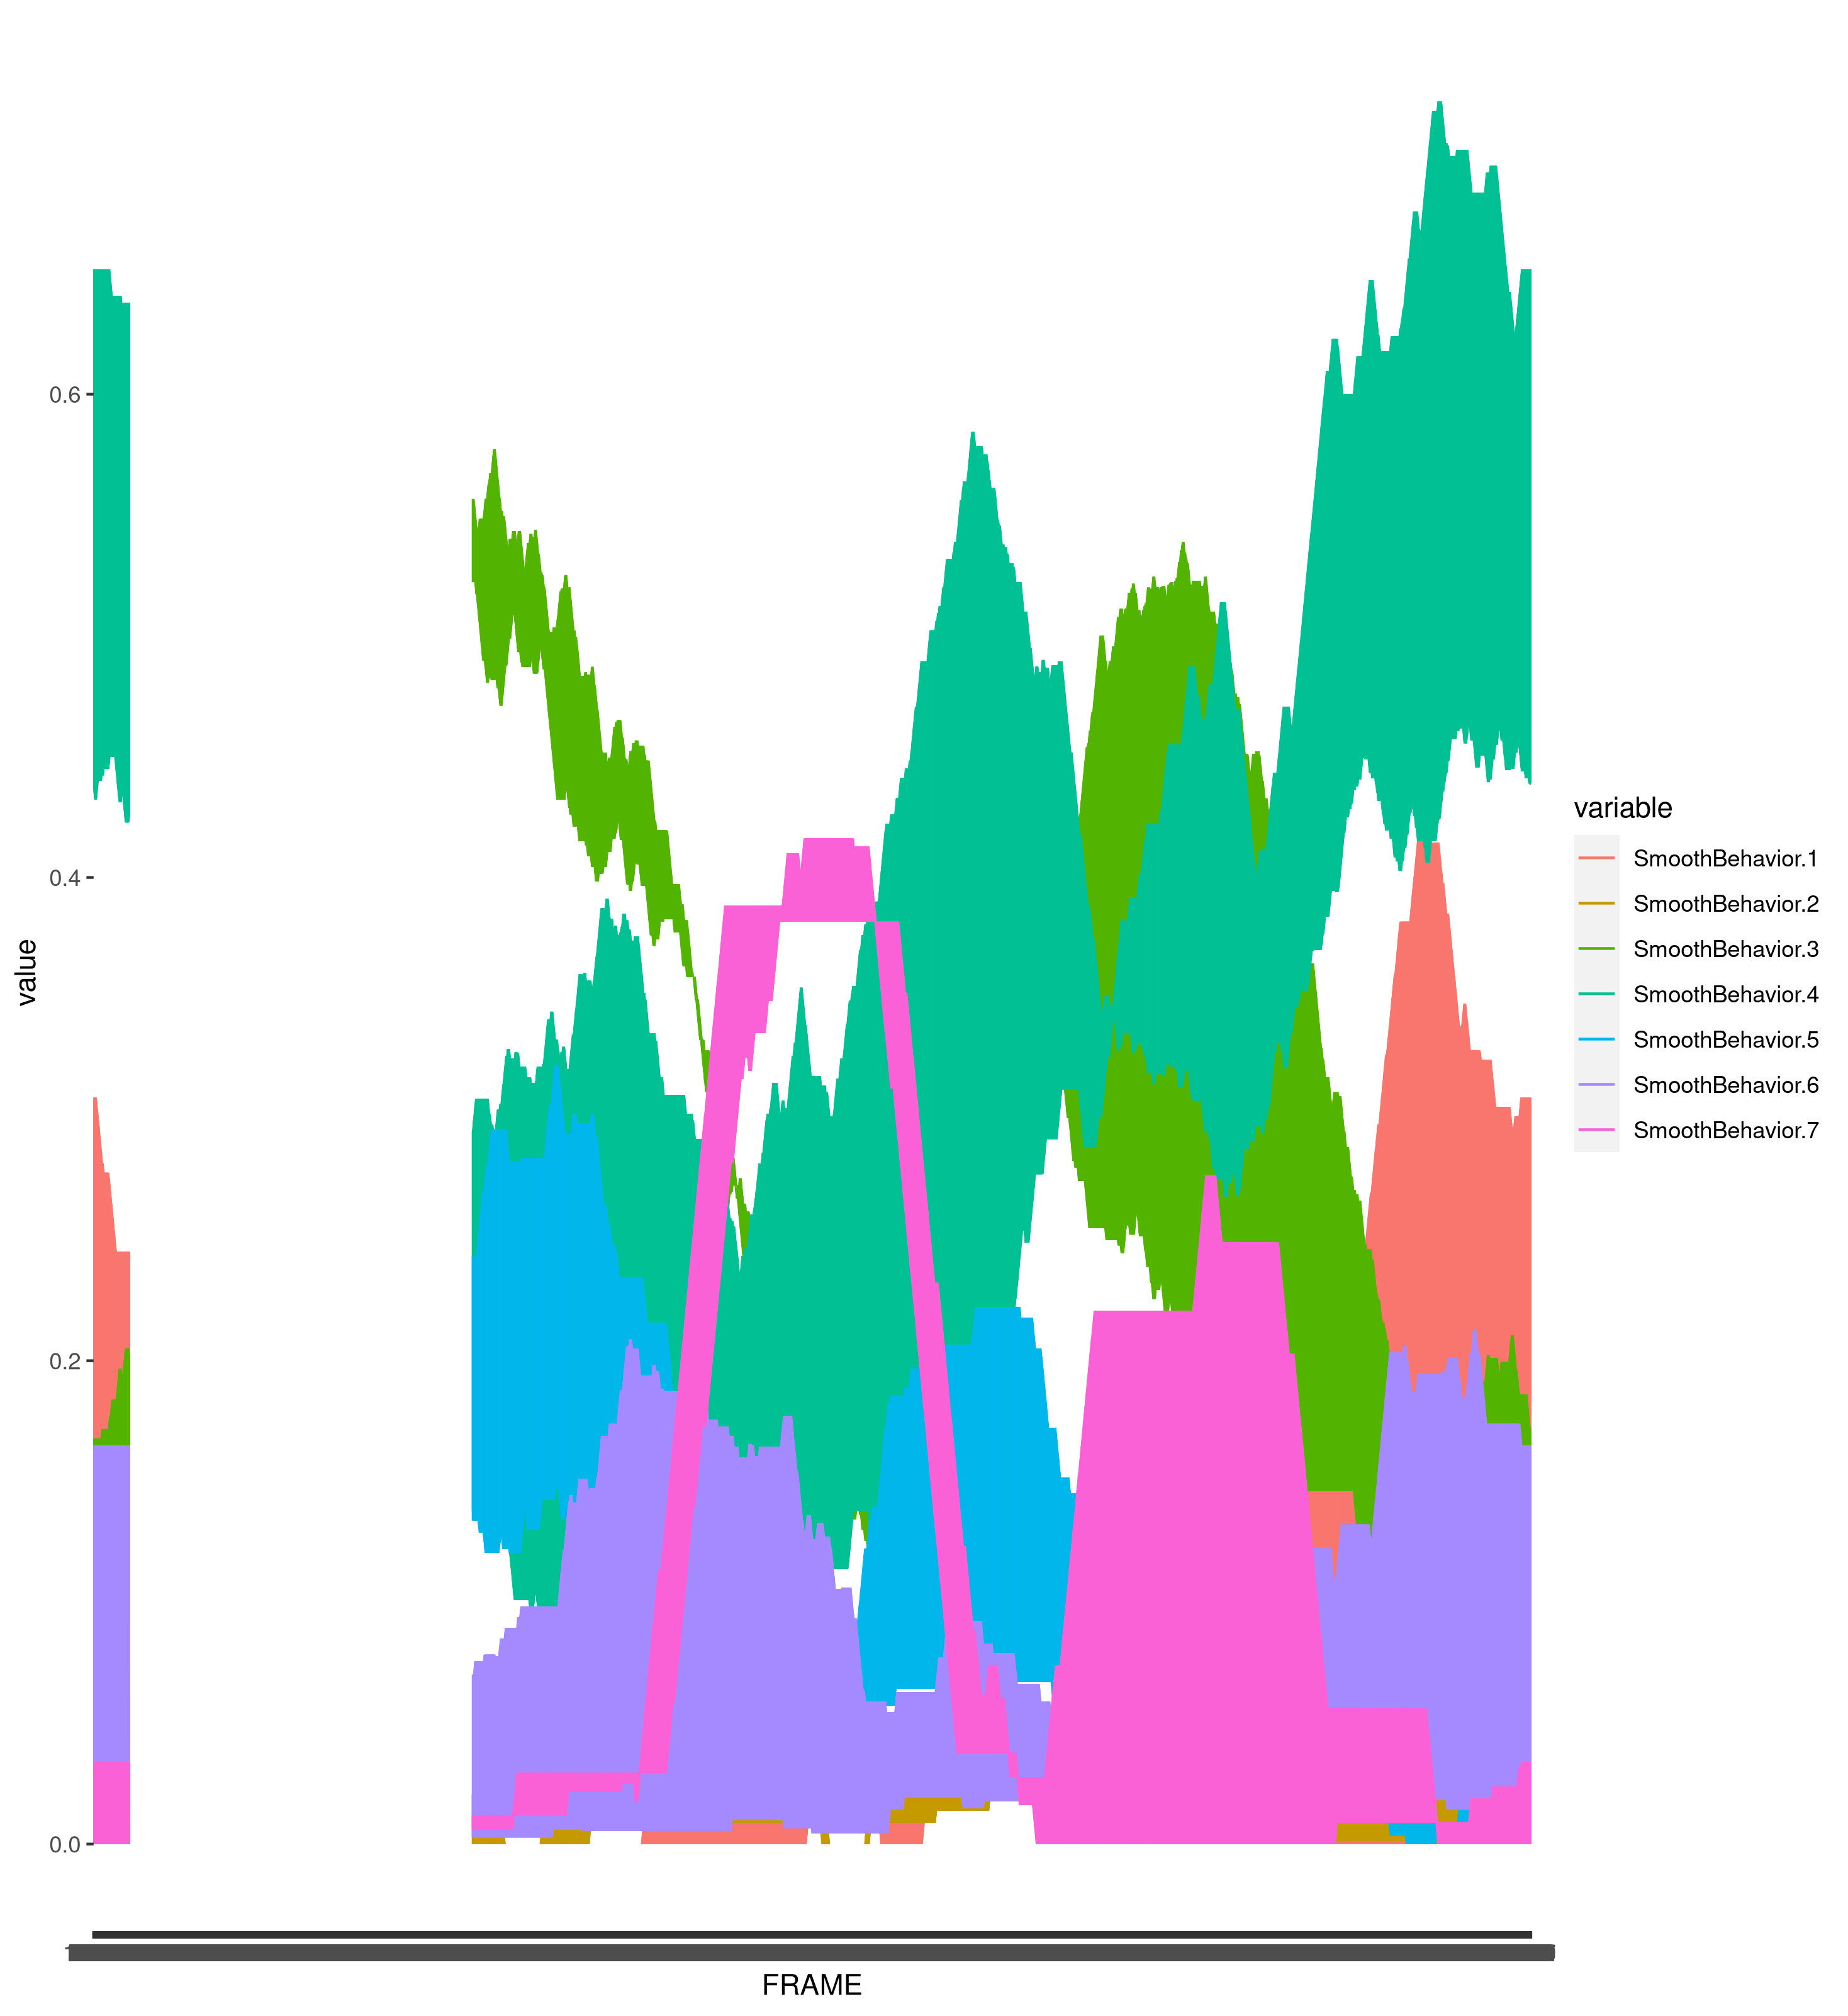 value
0.6
0.4
0.2
0.0
FRAME
variable
SmoothBehavior.1
SmoothBehavior.2
SmoothBehavior.3
SmoothBehavior.4
SmoothBehavior.5
SmoothBehavior.6
SmoothBehavior.7